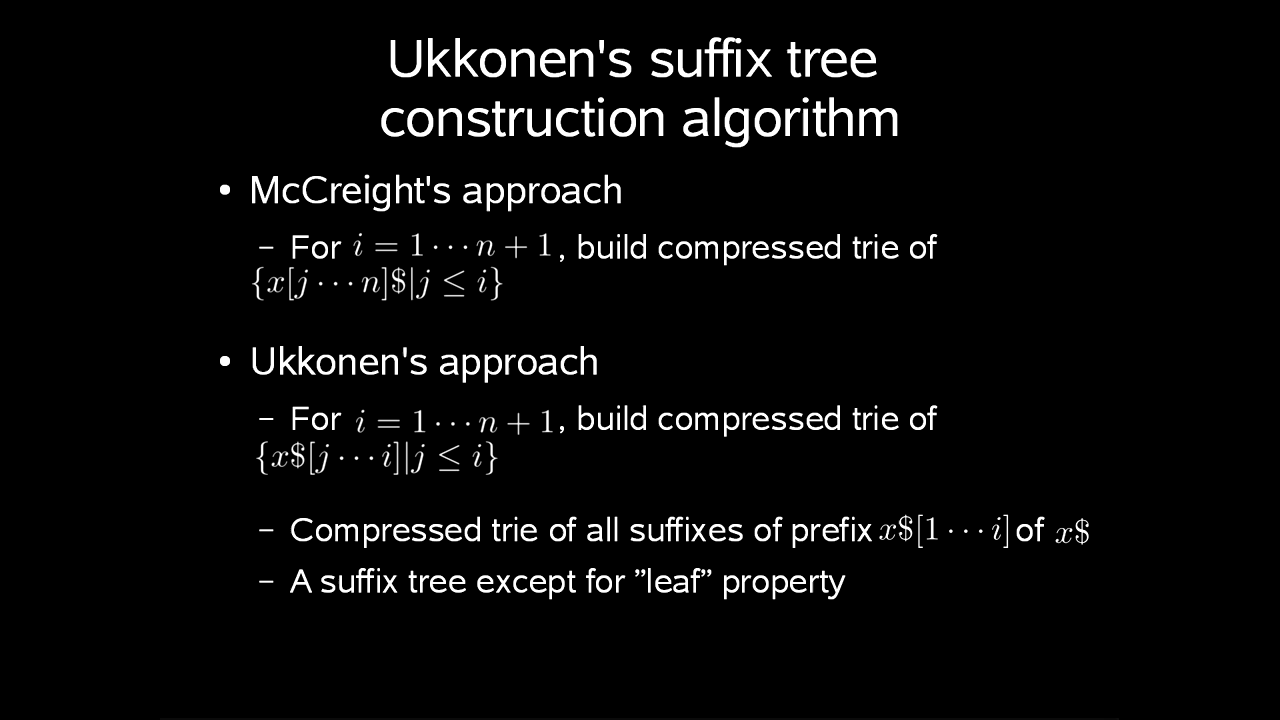 Ukkonen's suffix tree
construction algorithm
• McCreight's approach
– For i = 1 ⋯ n + 1, build compressed trie of
{x[j ⋯ n]$|j ≤ i}
• Ukkonen's approach
– For i = 1 ⋯ n + 1, build compressed trie of
{x$[j ⋯ i]|j ≤ i}
– Compressed trie of all suffixes of prefix x$[1 ⋯ i] of x$
– A suffix tree except for ”leaf” property